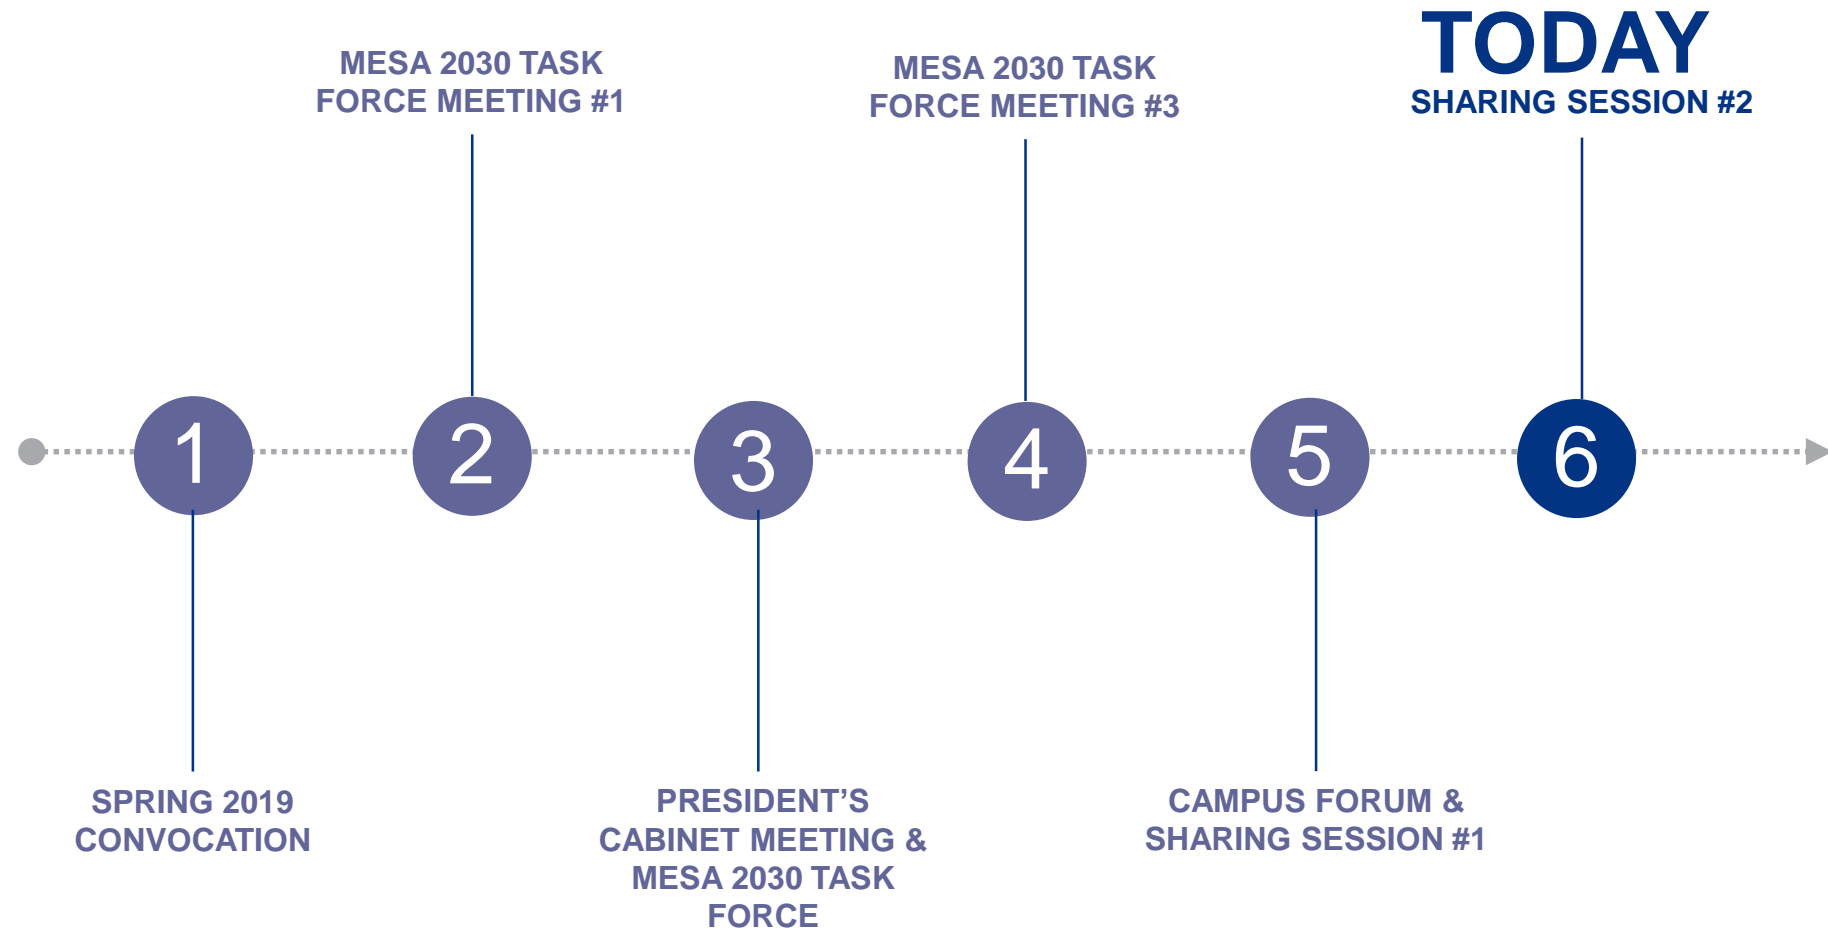 TODAY
SHARING SESSION #2
MESA 2030 TASK
FORCE MEETING #1
MESA 2030 TASK
FORCE MEETING #3
1
2
3
4
5
6
SPRING 2019
CONVOCATION
PRESIDENT’S
CABINET MEETING &
MESA 2030 TASK
FORCE
CAMPUS FORUM &
SHARING SESSION #1